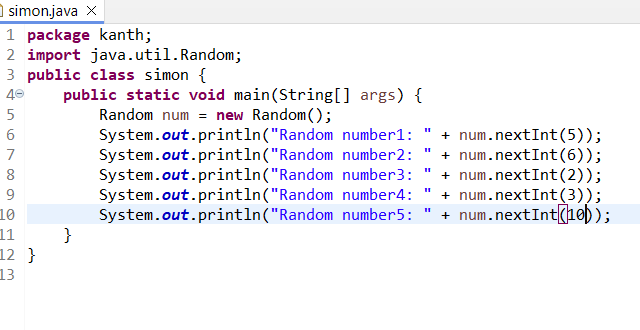 simon.java
1 package kanth;
2 import java.util.Random;
3 public class simon {
4     public static void main(String[] args) {
5         Random num = new Random();
6         System.out.println("Random number1: " + num.nextInt(5));
7         System.out.println("Random number2: " + num.nextInt(6));
8         System.out.println("Random number3: " + num.nextInt(2));
9         System.out.println("Random number4: " + num.nextInt(3));
10         System.out.println("Random number5: " + num.nextInt(10));
11     }
12 }
13